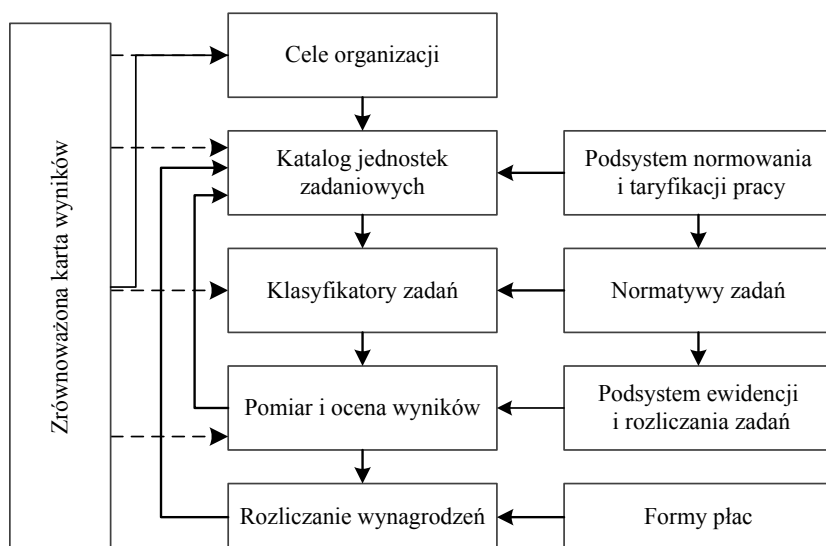 Zrównoważona karta wyników
Cele organizacji
Katalog jednostek
zadaniowych
Podsystem normowania
i taryfikacji pracy
Klasyfikatory zadań
Normatywy zadań
Pomiar i ocena wyników
Podsystem ewidencji
i rozliczania zadań
Rozliczanie wynagrodzeń
Formy płac